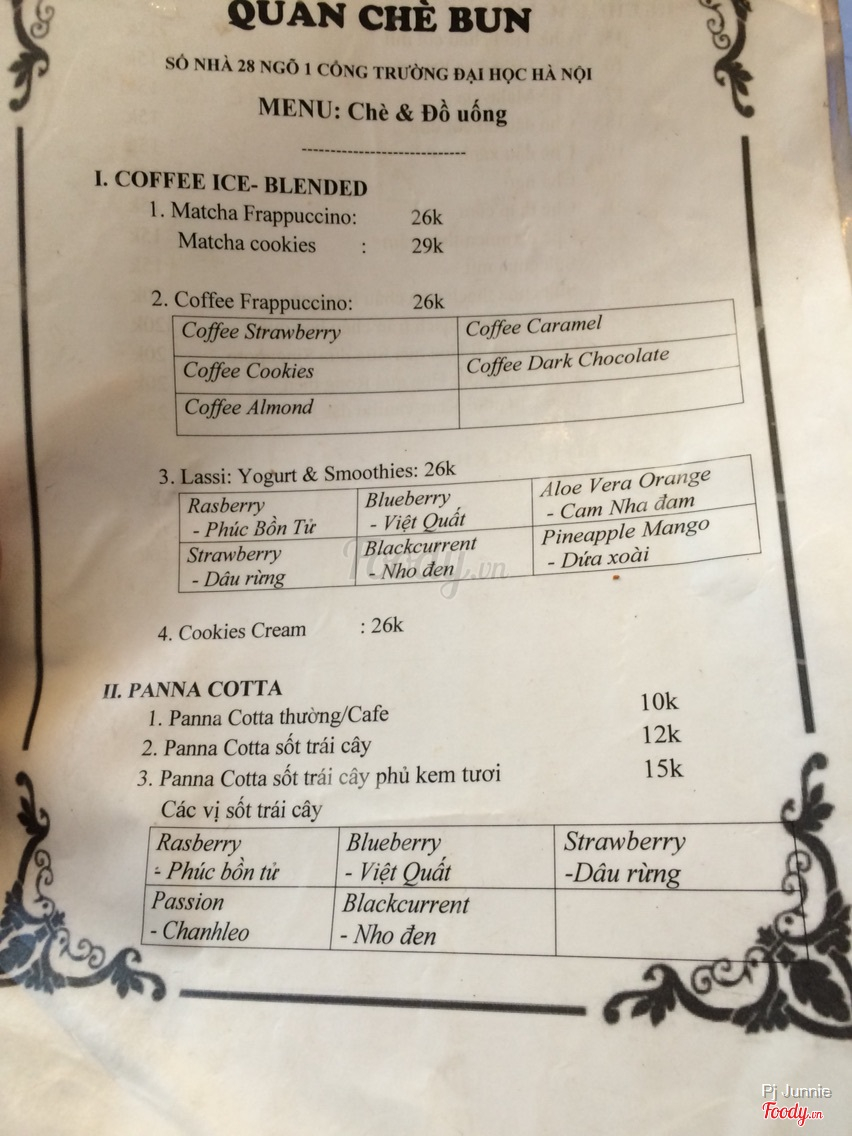 QUÁN CHÈ BUN
SỐ NHÀ 28 NGÕ 1 CỔNG TRƯỜNG ĐẠI HỌC HÀ NỘI
MENU: Chè & Đồ uống
I. COFFEE ICE- BLENDED
1. Matcha Frappuccino: 26k
Matcha cookies : 29k
2. Coffee Frappuccino: 26k
Coffee Strawberry Coffee Caramel
Coffee Cookies Coffee Dark Chocolate
Coffee Almond
3. Lassi: Yogurt & Smoothies: 26k
Rasberry Blueberry Aloe Vera Orange
- Phúc Bồn Tử - Việt Quất - Cam Nha đam
Strawberry Blackcurrent Pineapple Mango
- Dâu rừng - Nho đen - Dứa xoài
Foody.vn
4. Cookies Cream : 26k
II. PANNA COTTA
1. Panna Cotta thường/Cafe 10k
2. Panna Cotta sốt trái cây 12k
3. Panna Cotta sốt trái cây phủ kem tươi 15k
Các vị sốt trái cây
Rasberry Blueberry Strawberry
- Phúc bồn tử - Việt Quất -Dâu rừng
Passion Blackcurrent
- Chanhleo - Nho đen
Pj Junnie
Foody.vn